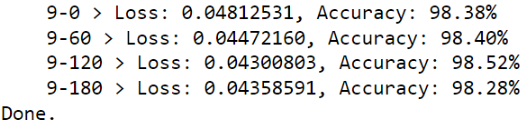 9-0 > Loss: 0.04812531, Accuracy: 98.38%
9-60 > Loss: 0.04472160, Accuracy: 98.40%
9-120 > Loss: 0.04300803, Accuracy: 98.52%
9-180 > Loss: 0.04358591, Accuracy: 98.28%
Done.